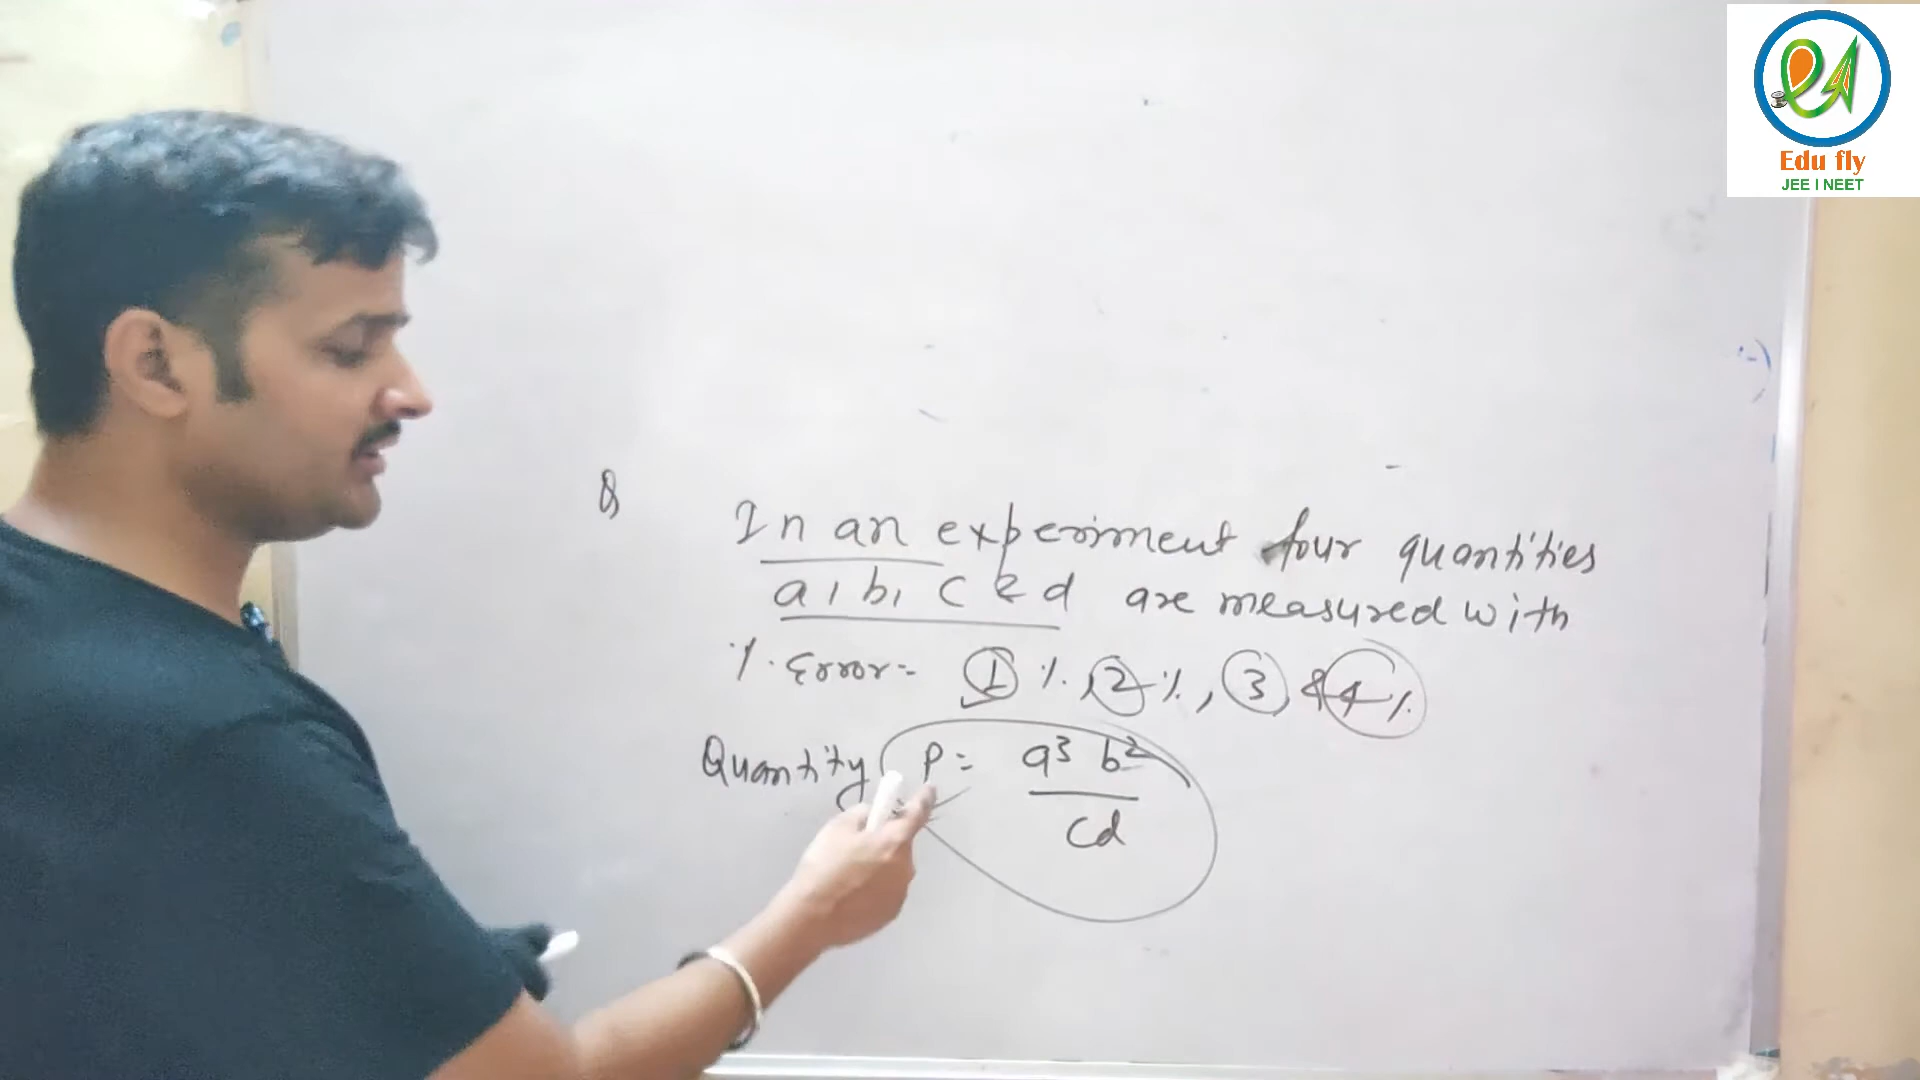 Edu fly
JEE | NEET
Q
In an experiment four quantities
a, b, c & d are measured with
% Error = 1 %, 2 %, 3, & 4 %
Quantity P = a³ b²
cd